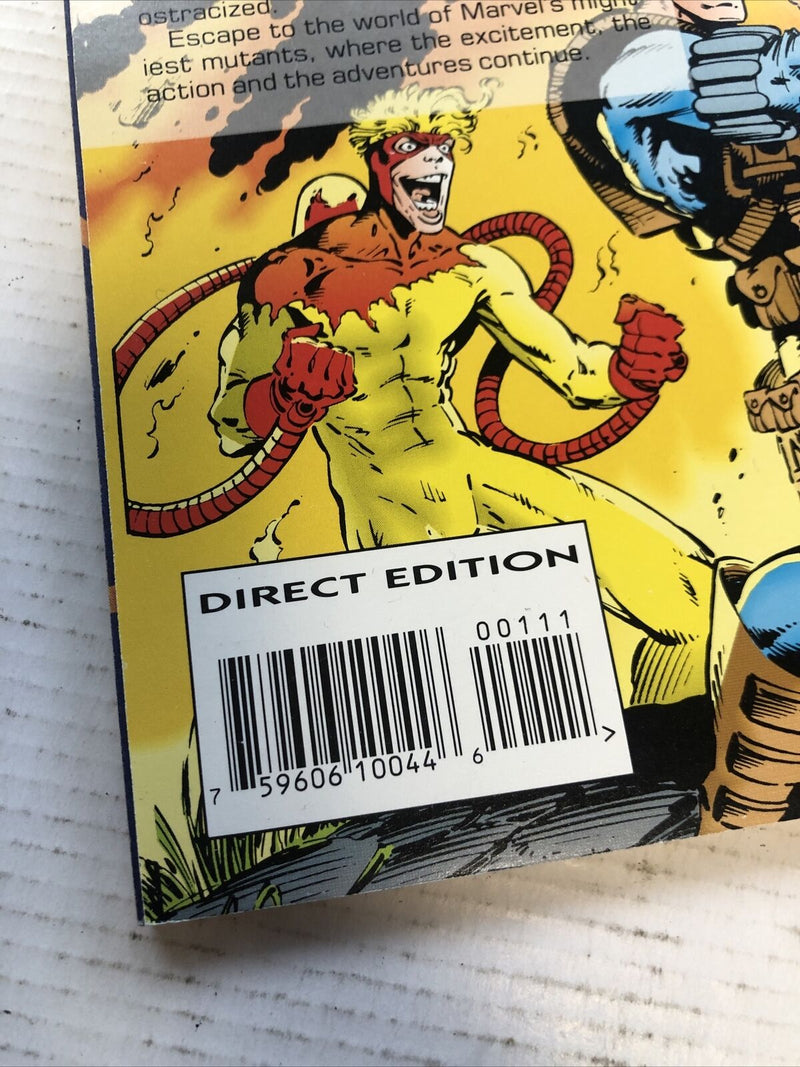 ostracized.
Escape to the world of Marvel's might-
iest mutants, where the excitement, the
action and the adventures continue.
DIRECT EDITION
00111
7 59606 10044 6 >